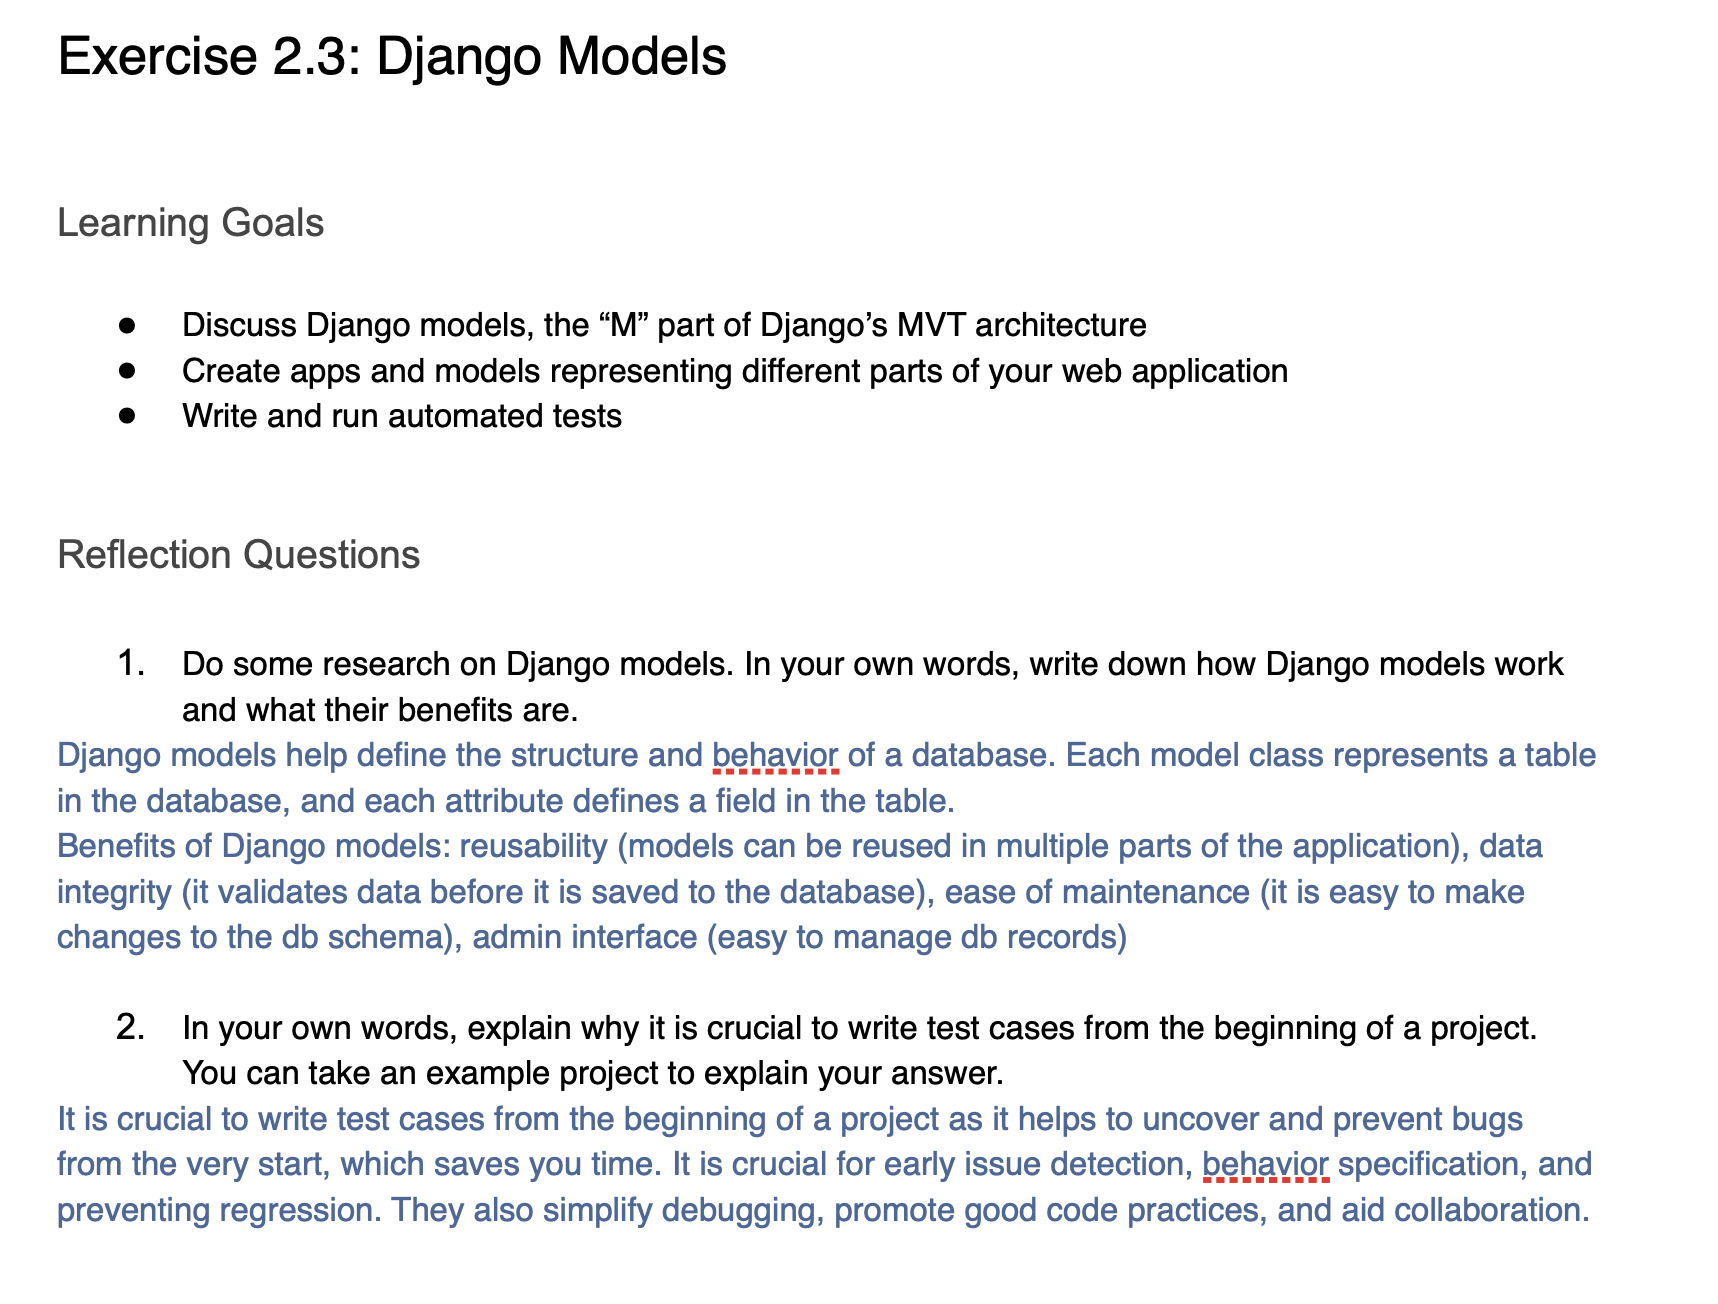 Exercise 2.3: Django Models
Learning Goals
● Discuss Django models, the “M” part of Django’s MVT architecture
● Create apps and models representing different parts of your web application
● Write and run automated tests
Reflection Questions
1. Do some research on Django models. In your own words, write down how Django models work
and what their benefits are.
Django models help define the structure and behavior of a database. Each model class represents a table
in the database, and each attribute defines a field in the table.
Benefits of Django models: reusability (models can be reused in multiple parts of the application), data
integrity (it validates data before it is saved to the database), ease of maintenance (it is easy to make
changes to the db schema), admin interface (easy to manage db records)
2. In your own words, explain why it is crucial to write test cases from the beginning of a project.
You can take an example project to explain your answer.
It is crucial to write test cases from the beginning of a project as it helps to uncover and prevent bugs
from the very start, which saves you time. It is crucial for early issue detection, behavior specification, and
preventing regression. They also simplify debugging, promote good code practices, and aid collaboration.